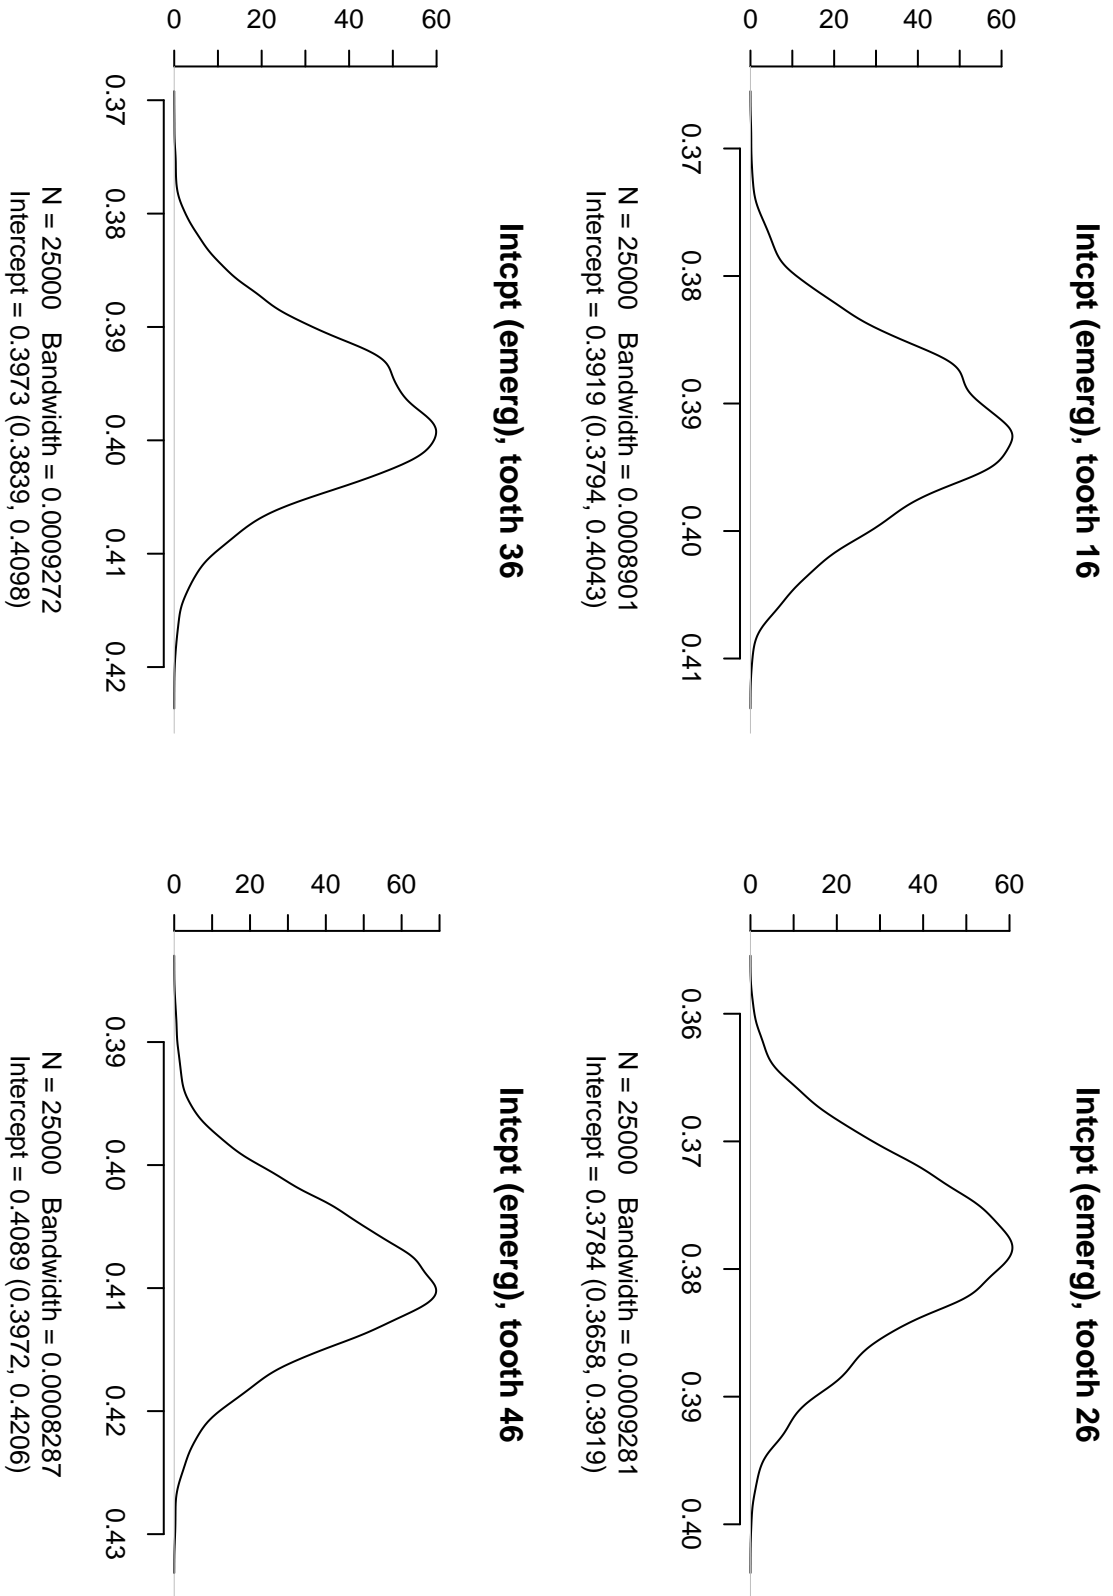 Intcpt (emerg), tooth 16
0 20 40 60
0.37 0.38 0.39 0.40 0.41
N = 25000 Bandwidth = 0.0008901
Intercept = 0.3919 (0.3794, 0.4043)
Intcpt (emerg), tooth 26
0 20 40 60
0.36 0.37 0.38 0.39 0.40
N = 25000 Bandwidth = 0.0009281
Intercept = 0.3784 (0.3658, 0.3919)
Intcpt (emerg), tooth 36
0 20 40 60
0.37 0.38 0.39 0.40 0.41 0.42
N = 25000 Bandwidth = 0.0009272
Intercept = 0.3973 (0.3839, 0.4098)
Intcpt (emerg), tooth 46
0 20 40 60
0.39 0.40 0.41 0.42 0.43
N = 25000 Bandwidth = 0.0008287
Intercept = 0.4089 (0.3972, 0.4206)